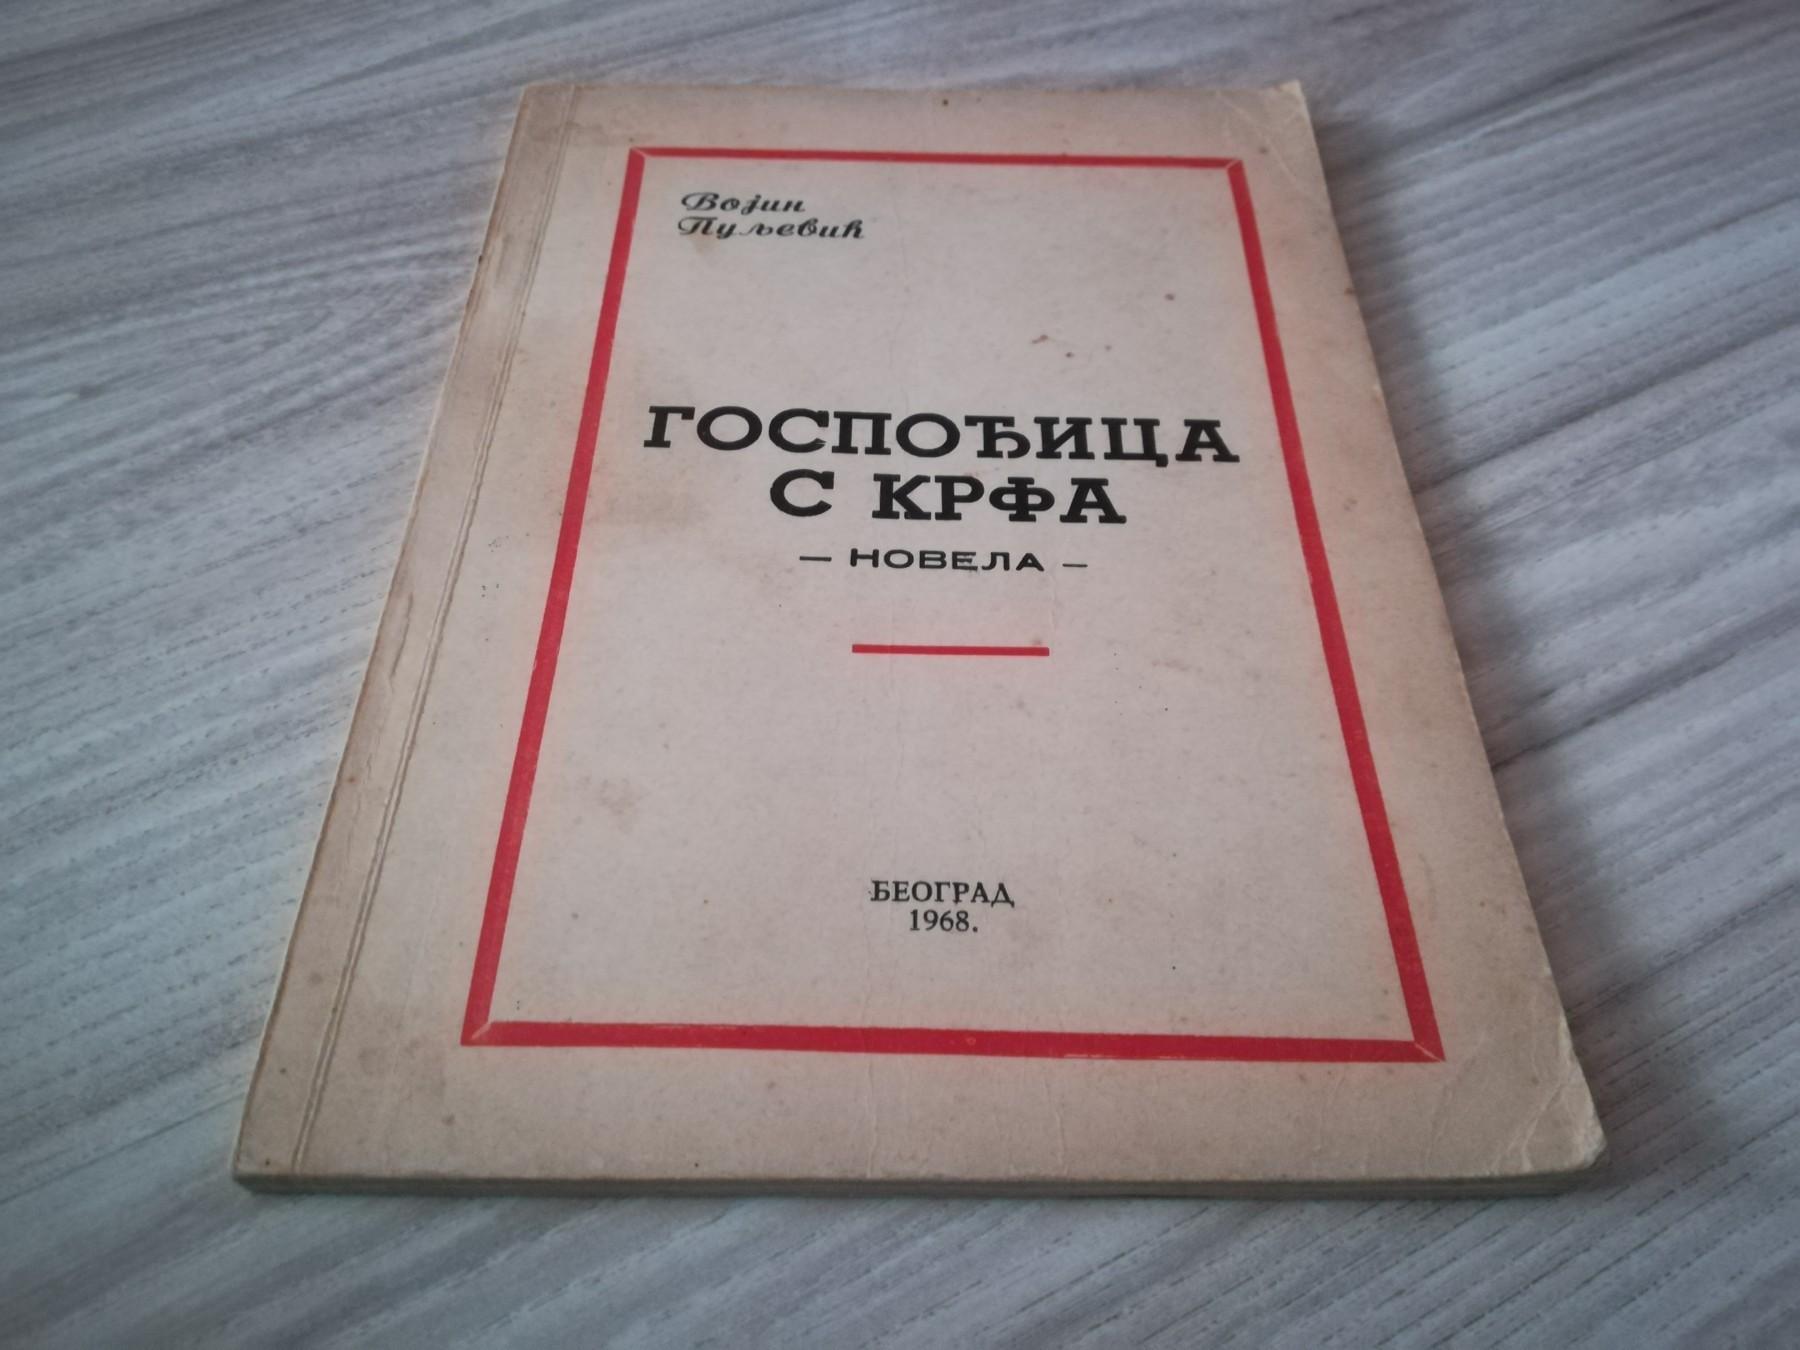 Војин
Пуљевић
ГОСПОЂИЦА
С КРФА
— НОВЕЛА —
БЕОГРАД
1968.